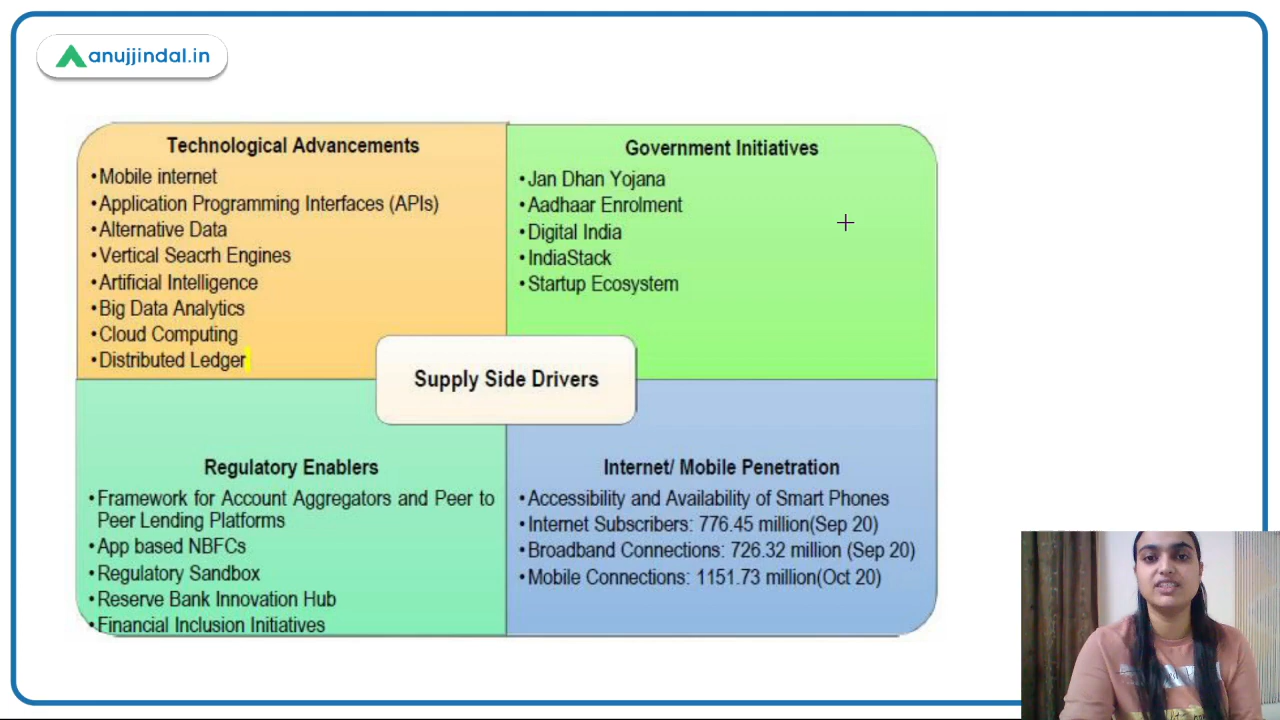 anujjindal.in
Technological Advancements
•Mobile internet
•Application Programming Interfaces (APIs)
•Alternative Data
•Vertical Seacrh Engines
•Artificial Intelligence
•Big Data Analytics
•Cloud Computing
•Distributed Ledger
Government Initiatives
•Jan Dhan Yojana
•Aadhaar Enrolment
•Digital India
•IndiaStack
•Startup Ecosystem
Supply Side Drivers
Regulatory Enablers
•Framework for Account Aggregators and Peer to
Peer Lending Platforms
•App based NBFCs
•Regulatory Sandbox
•Reserve Bank Innovation Hub
•Financial Inclusion Initiatives
Internet/ Mobile Penetration
•Accessibility and Availability of Smart Phones
•Internet Subscribers: 776.45 million(Sep 20)
•Broadband Connections: 726.32 million (Sep 20)
•Mobile Connections: 1151.73 million(Oct 20)